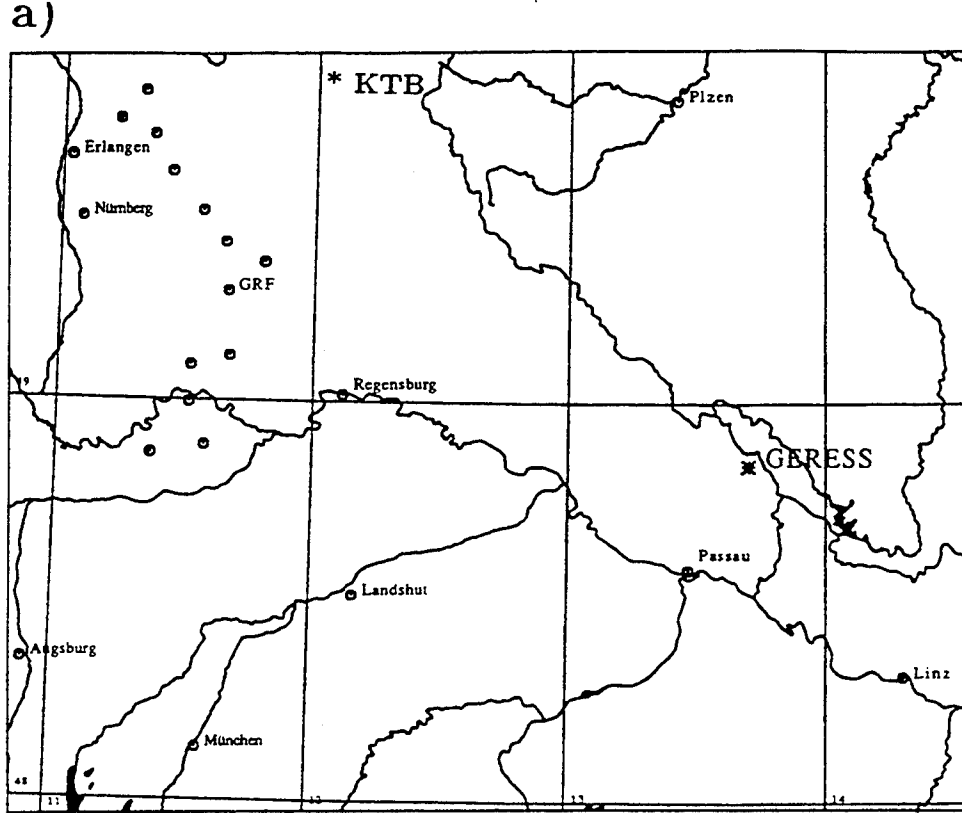 a)
* KTB
Plzen
Erlangen
Nürnberg
GRF
49
Regensburg
GERESS
Passau
Landshut
Augsburg
Linz
München
48
11
12
13
14